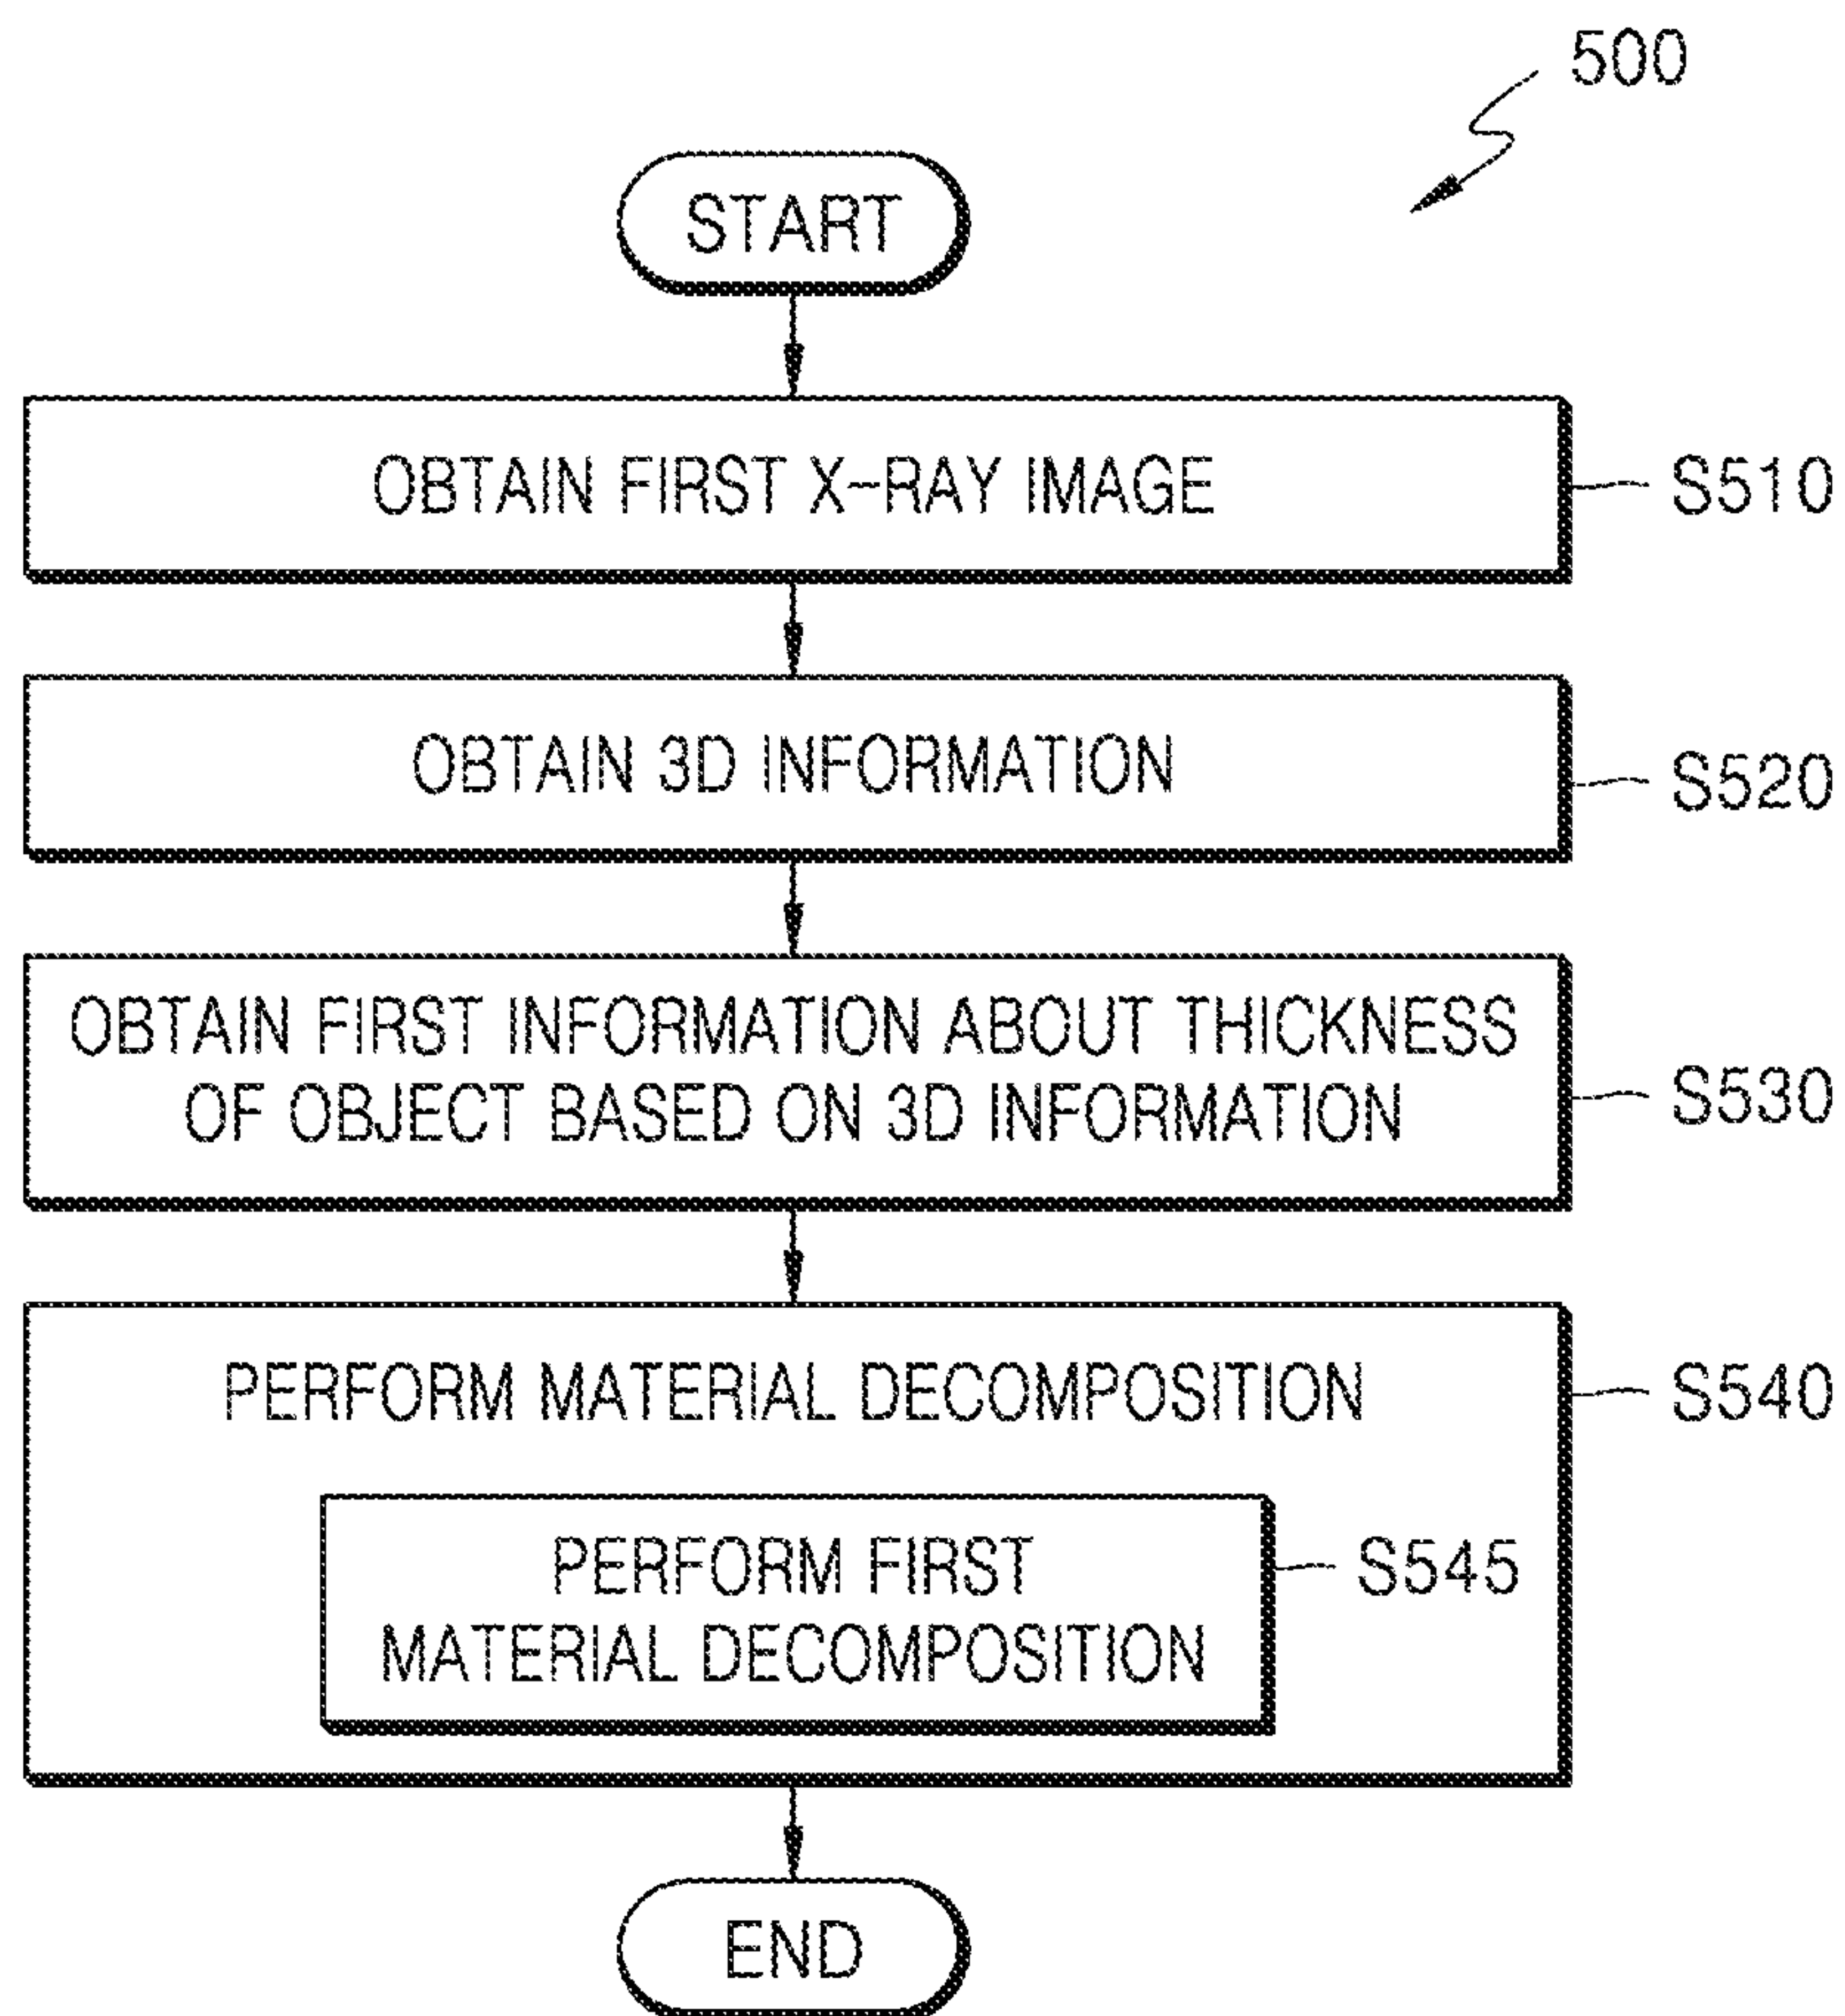 500
START
OBTAIN FIRST X-RAY IMAGE
S510
OBTAIN 3D INFORMATION
S520
OBTAIN FIRST INFORMATION ABOUT THICKNESS
OF OBJECT BASED ON 3D INFORMATION
S530
PERFORM MATERIAL DECOMPOSITION
S540
PERFORM FIRST
MATERIAL DECOMPOSITION
S545
END